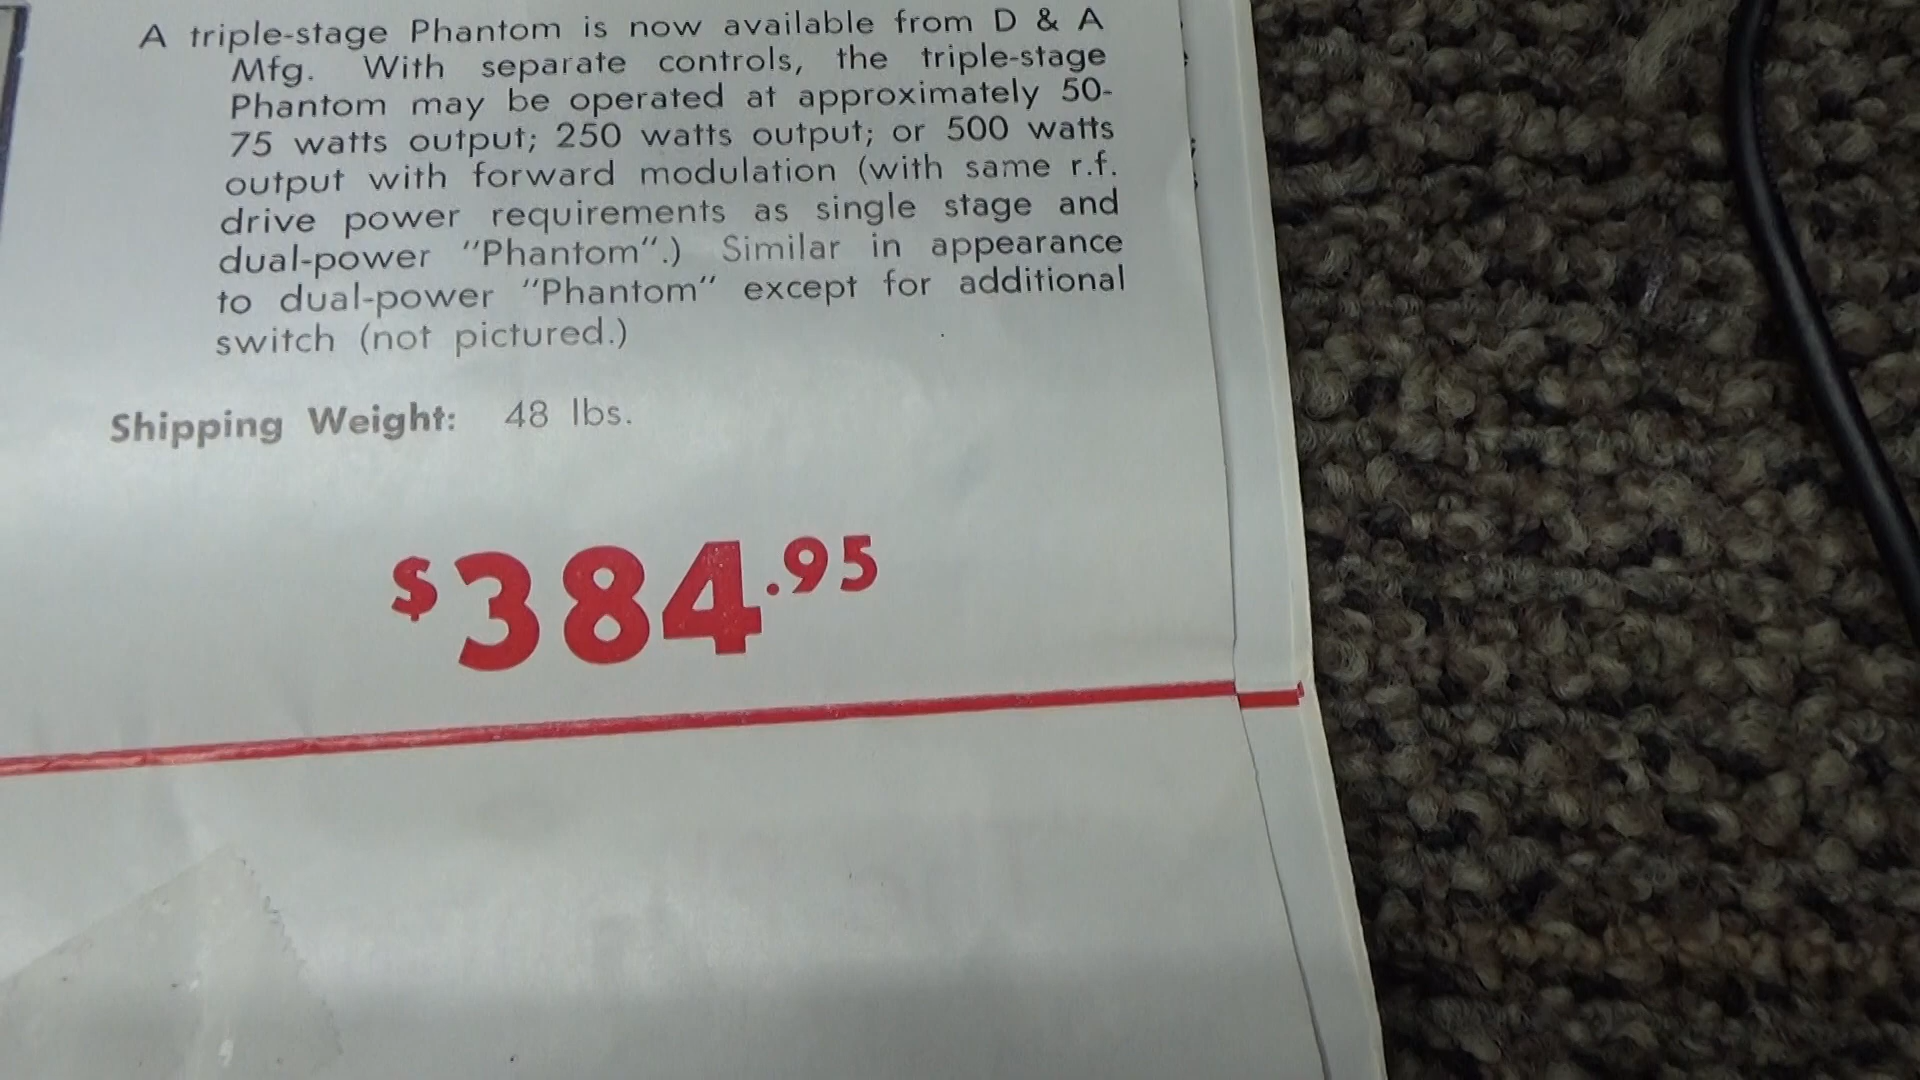 A triple-stage Phantom is now available from D & A
Mfg. With separate controls, the triple-stage
Phantom may be operated at approximately 50-
75 watts output; 250 watts output; or 500 watts
output with forward modulation (with same r.f.
drive power requirements as single stage and
dual-power "Phantom".) Similar in appearance
to dual-power "Phantom" except for additional
switch (not pictured.)
Shipping Weight: 48 lbs.
$384.95